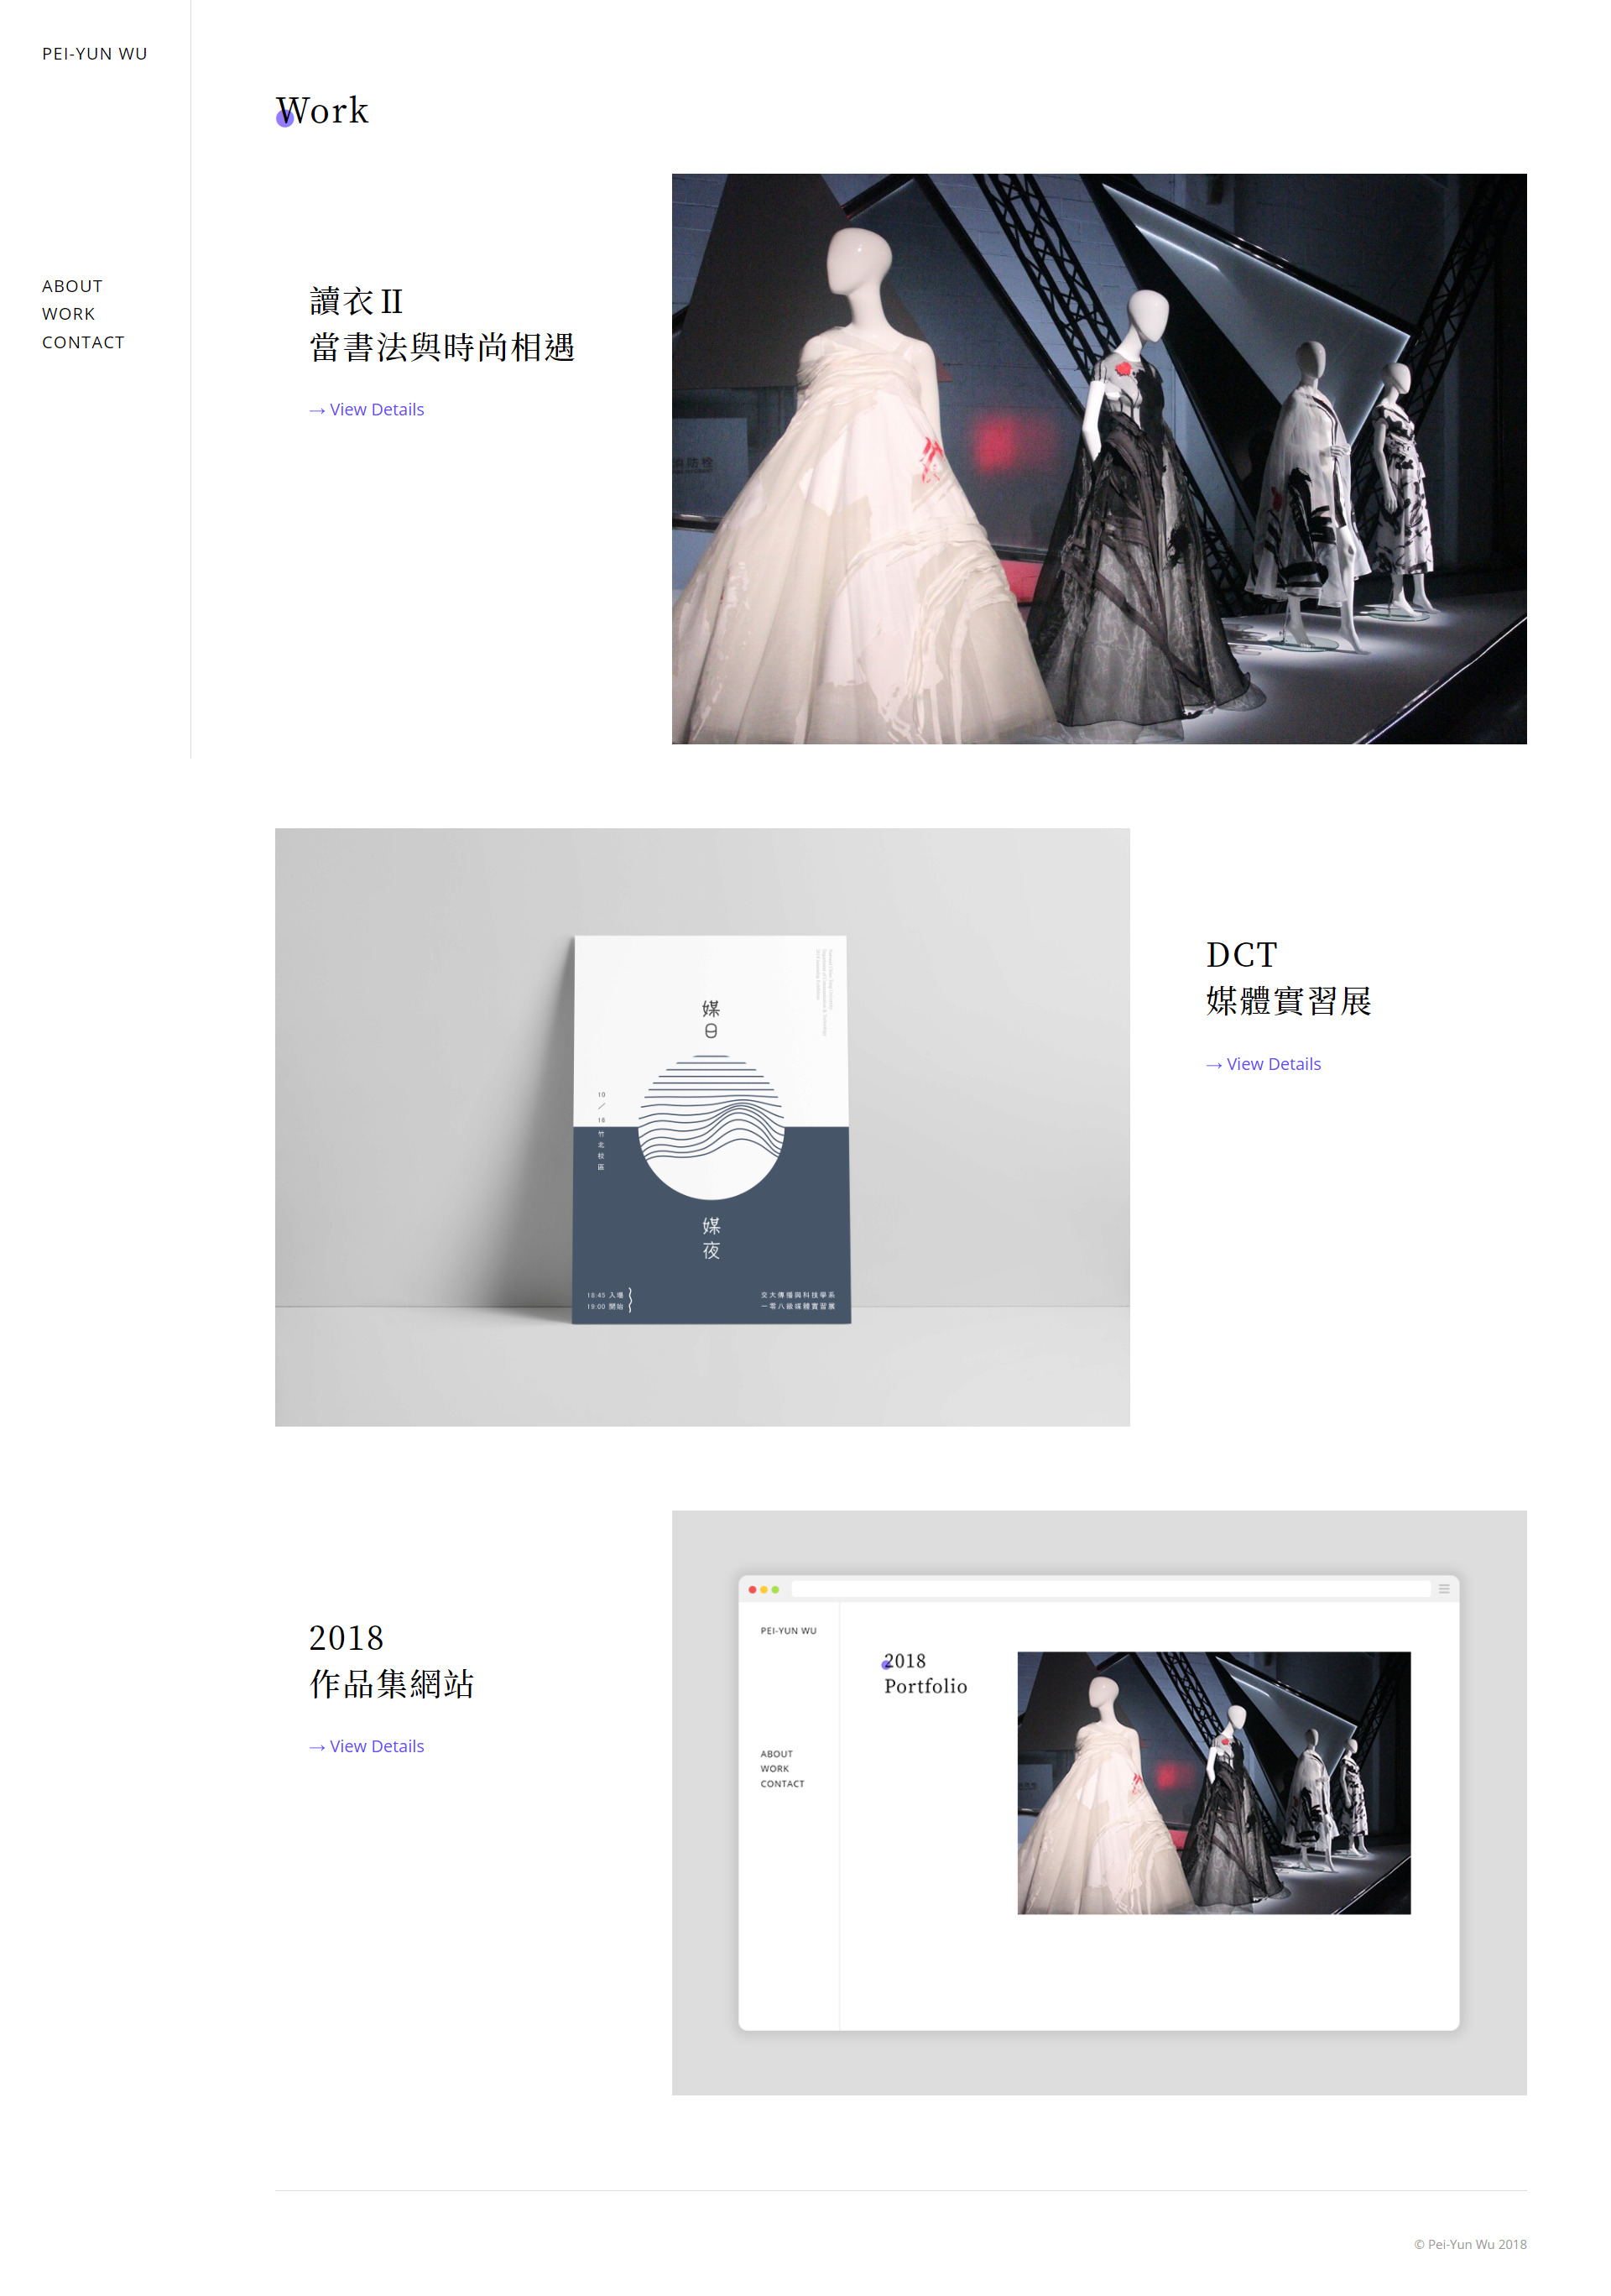 PEI-YUN WU
ABOUT
WORK
CONTACT
Work
讀衣 II
當書法與時尚相遇
→ View Details
消防栓
媒
日
10
／
16
竹
北
校
區
媒
夜
18:45 入場
19:00 開始
交大傳播與科技學系
一零八級媒體實習展
DCT
媒體實習展
→ View Details
2018
作品集網站
→ View Details
PEI-YUN WU
ABOUT
WORK
CONTACT
2018
Portfolio
© Pei-Yun Wu 2018